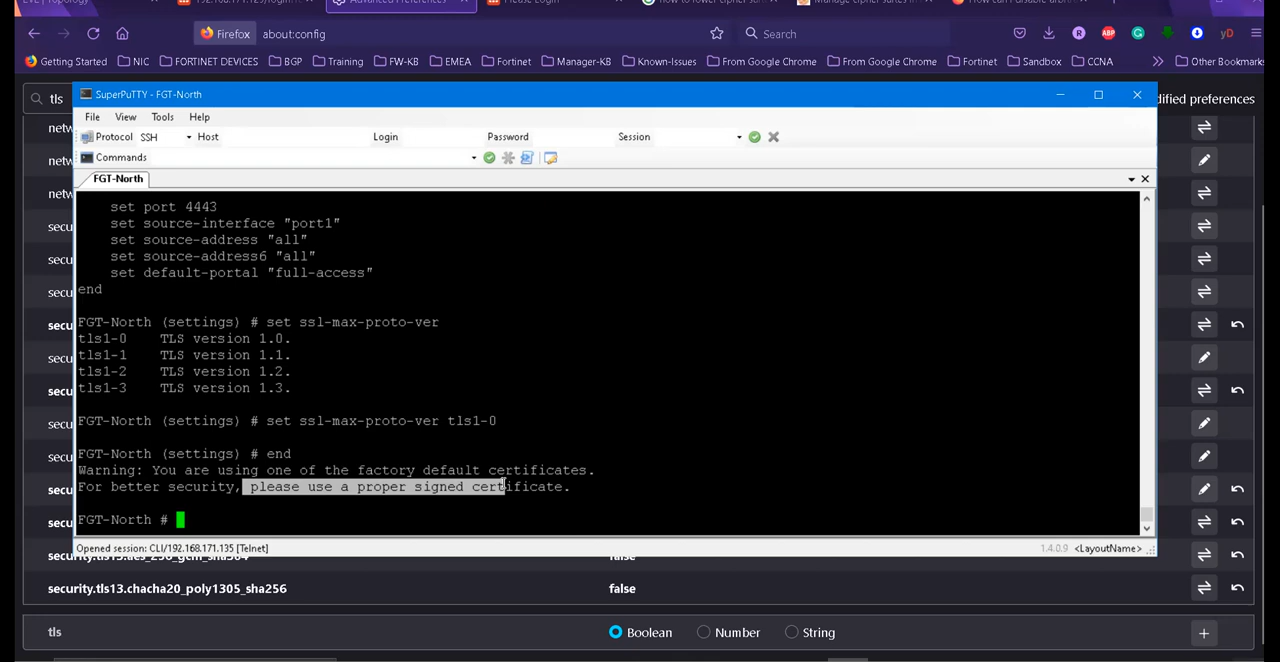 Firefox about:config Search
Getting Started NIC FORTINET DEVICES BGP Training FW-KB EMEA Fortinet Manager-KB Known-Issues From Google Chrome From Google Chrome Fortinet Sandbox CCNA Other Bookmarks
tls
SuperPuTTY - FGT-North
File View Tools Help
Protocol SSH Host Login Password Session
Commands
FGT-North
set port 4443
set source-interface "port1"
set source-address "all"
set source-address6 "all"
set default-portal "full-access"
end
FGT-North (settings) # set ssl-max-proto-ver
tls1-0 TLS version 1.0.
tls1-1 TLS version 1.1.
tls1-2 TLS version 1.2.
tls1-3 TLS version 1.3.
FGT-North (settings) # set ssl-max-proto-ver tls1-0
FGT-North (settings) # end
Warning: You are using one of the factory default certificates.
For better security, please use a proper signed certificate.
FGT-North #
Opened session: CLI/192.168.171.135 [Telnet] 1.4.0.9 <LayoutName>
false
security.tls13.chacha20_poly1305_sha256 false
tls Boolean Number String